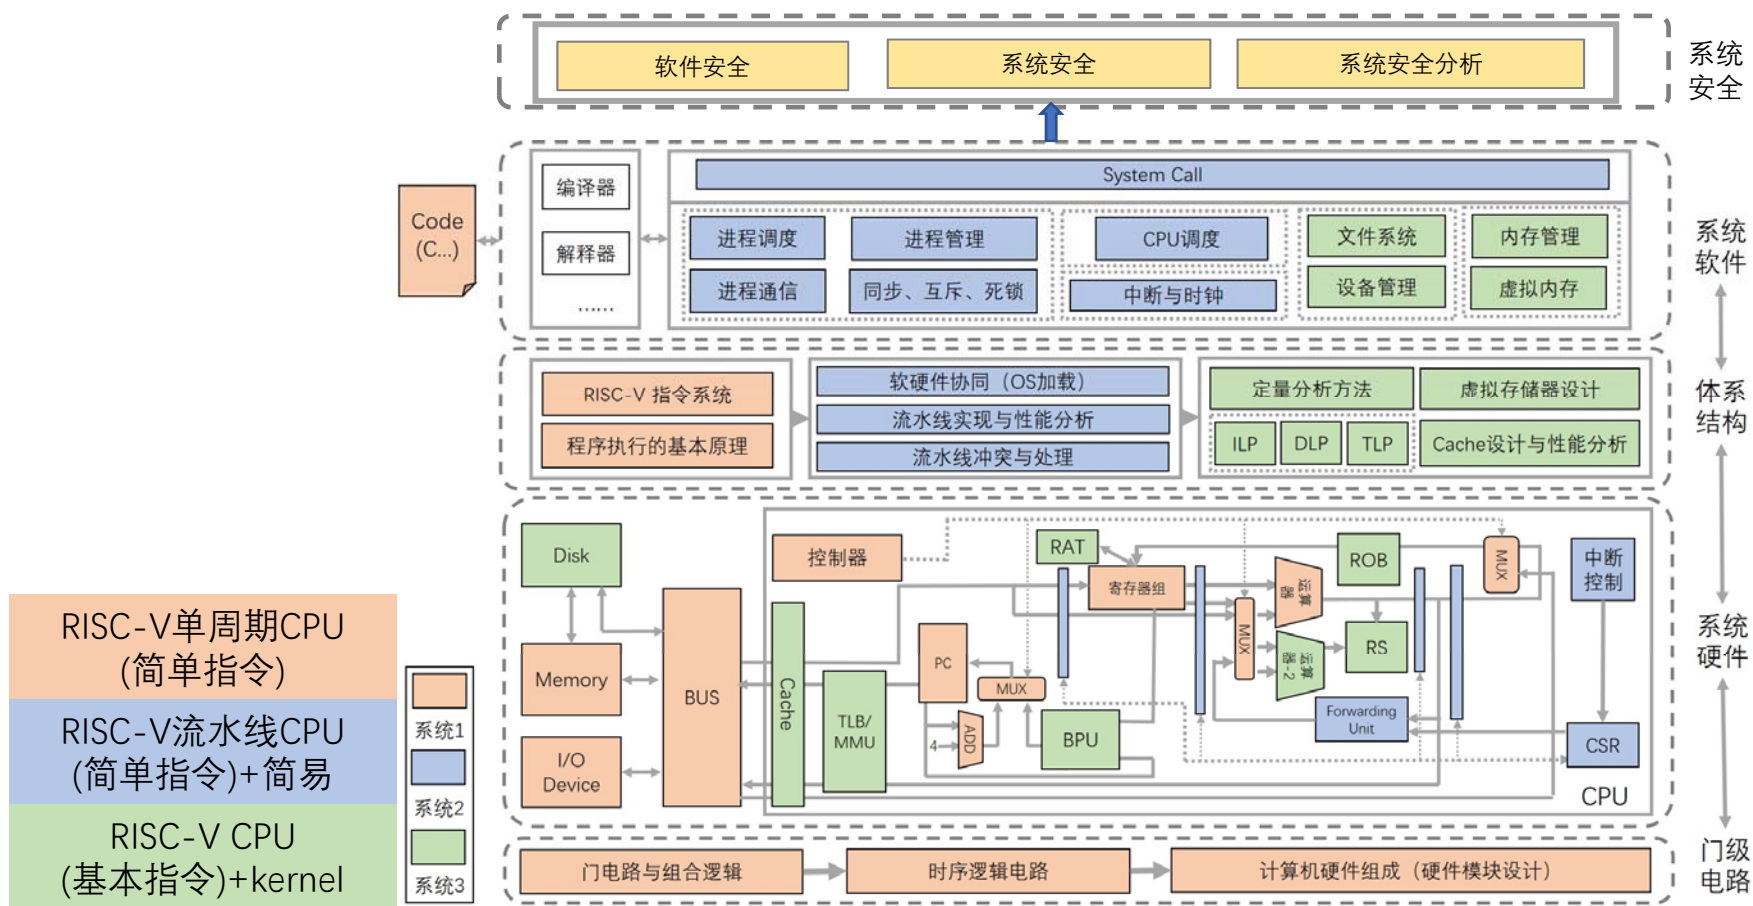 软件安全
系统安全
系统安全分析
系统
安全
Code
(C...)
编译器
解释器
......
System Call
进程调度
进程管理
CPU调度
文件系统
内存管理
进程通信
同步、互斥、死锁
中断与时钟
设备管理
虚拟内存
系统
软件
RISC-V 指令系统
程序执行的基本原理
软硬件协同（OS加载）
流水线实现与性能分析
流水线冲突与处理
定量分析方法
虚拟存储器设计
ILP
DLP
TLP
Cache设计与性能分析
体系
结构
Disk
Memory
I/O
Device
BUS
Cache
控制器
TLB/
MMU
PC
MUX
4
ADD
BPU
RAT
寄存器组
MUX
运算
器
运算
器-2
ROB
RS
Forwarding
Unit
MUX
中断
控制
CSR
CPU
系统
硬件
RISC-V单周期CPU
(简单指令)
RISC-V流水线CPU
(简单指令)+简易
RISC-V CPU
(基本指令)+kernel
系统1
系统2
系统3
门电路与组合逻辑
时序逻辑电路
计算机硬件组成（硬件模块设计）
门级
电路